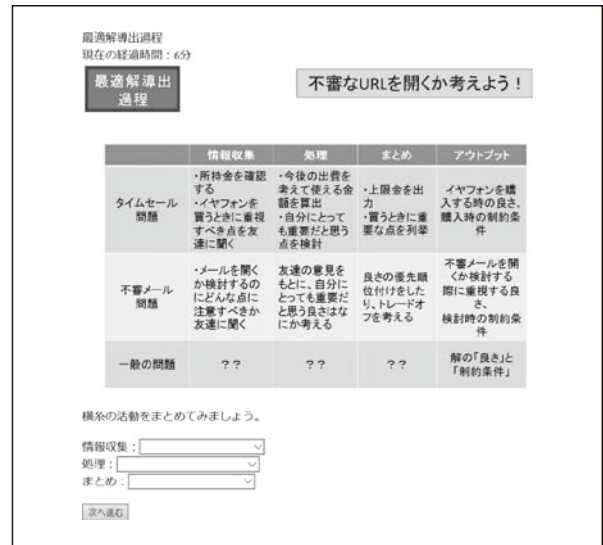 最適解導出過程
現在の経過時間：6分
最適解導出
過程
不審なURLを開くか考えよう！
情報収集 処理 まとめ アウトプット
タイムセール
問題
・所持金を確認
する
・イヤフォンを
買うときに重視
すべき点を友
達に聞く
・今後の出費を
考えて使える金
額を算出
・自分にとって
も重要だと思う
点を検討
・上限金を出
力
・買うときに重
要な点を列挙
イヤフォンを購
入する時の良さ、
購入時の制約条
件
不審メール
問題
・メールを開く
か検討するの
にどんな点に
注意すべきか
友達に聞く
友達の意見を
もとに、自分に
とっても重要だ
と思う良さはな
にか考える
良さの優先順
位付けをした
り、トレードオ
フを考える
不審メールを開
くか検討する
際に重視する良
さ、
検討時の制約条
件
一般の問題
？？
？？
？？
解の「良さ」と
「制約条件」
横糸の活動をまとめてみましょう。
情報収集：
処理：
まとめ：
次へ進む